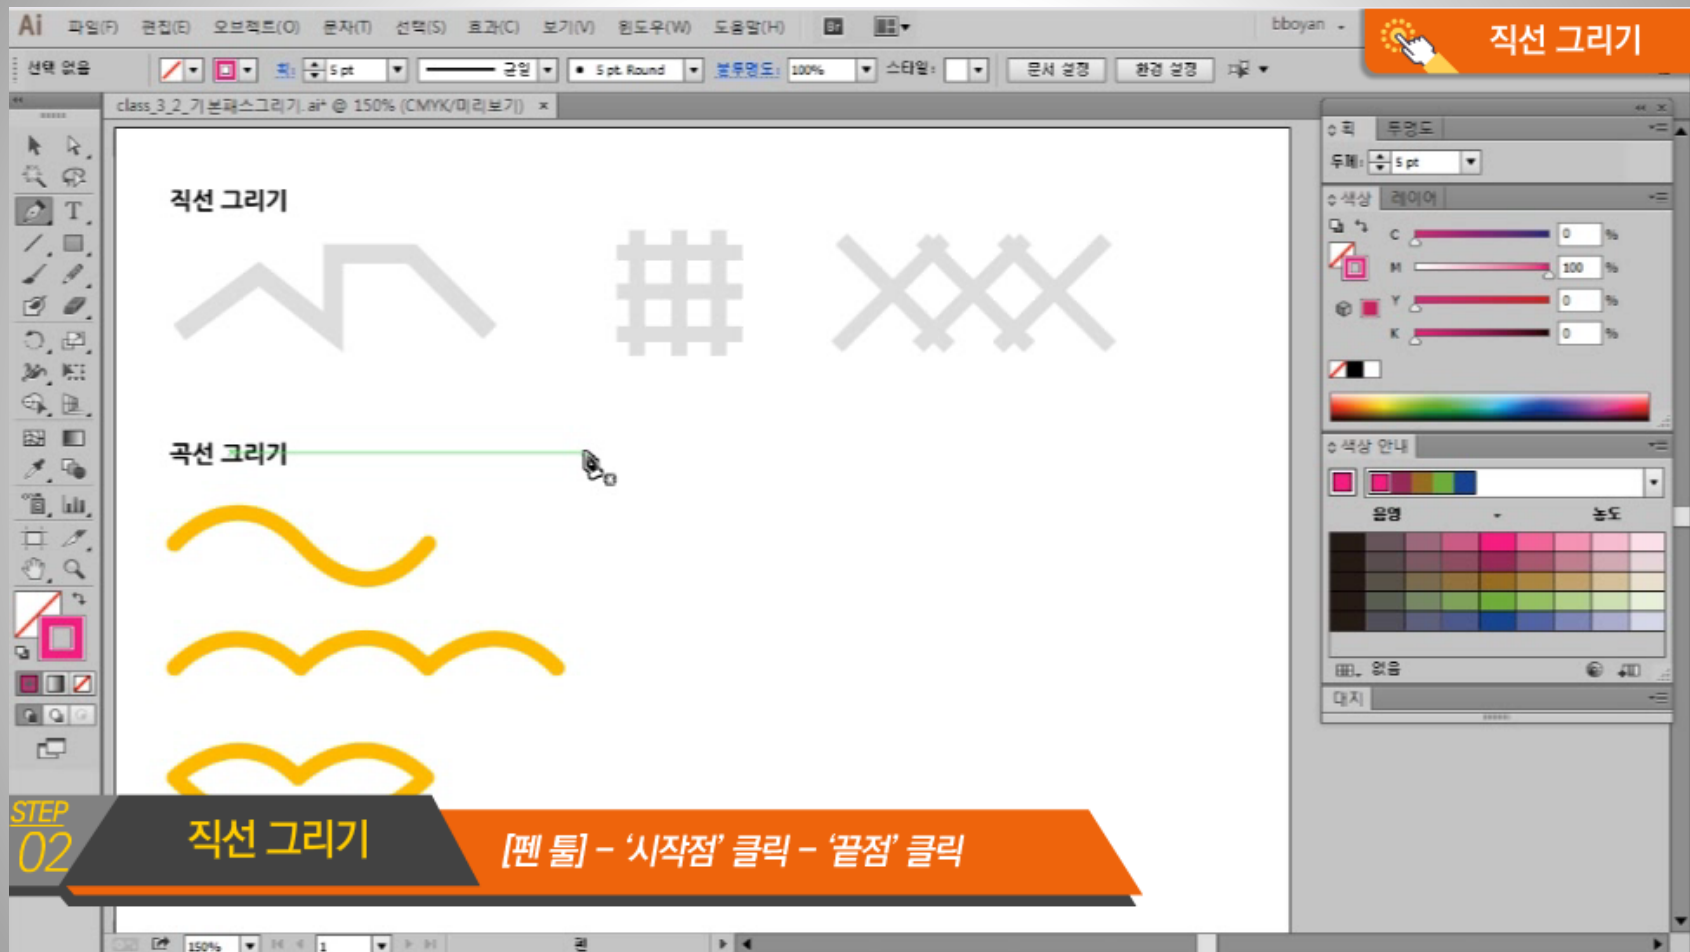 Ai 파일(F) 편집(E) 오브젝트(O) 문자(T) 선택(S) 효과(C) 보기(V) 윈도우(W) 도움말(H) Br bboyan
직선 그리기
선택 없음 획: 5 pt 균일 5 pt. Round 불투명도: 100% 스타일: 문서 설정 환경 설정
class_3_2_기본패스그리기.ai* @ 150% (CMYK/미리보기) ×
획 투명도
두께: 5 pt
색상 레이어
C 0 %
M 100 %
Y 0 %
K 0 %
색상 안내
음영 농도
없음
대지
직선 그리기
곡선 그리기
STEP
02
직선 그리기
[펜 툴] – ‘시작점’ 클릭 – ‘끝점’ 클릭
150% 1 펜